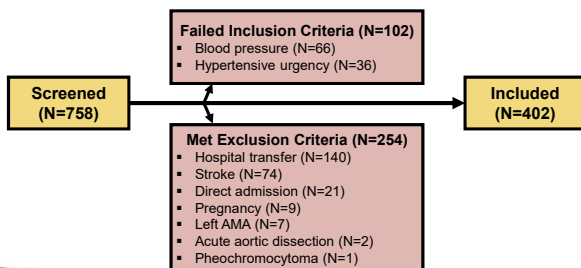 Failed Inclusion Criteria (N=102)
▪ Blood pressure (N=66)
▪ Hypertensive urgency (N=36)
Screened
(N=758)
Included
(N=402)
Met Exclusion Criteria (N=254)
▪ Hospital transfer (N=140)
▪ Stroke (N=74)
▪ Direct admission (N=21)
▪ Pregnancy (N=9)
▪ Left AMA (N=7)
▪ Acute aortic dissection (N=2)
▪ Pheochromocytoma (N=1)